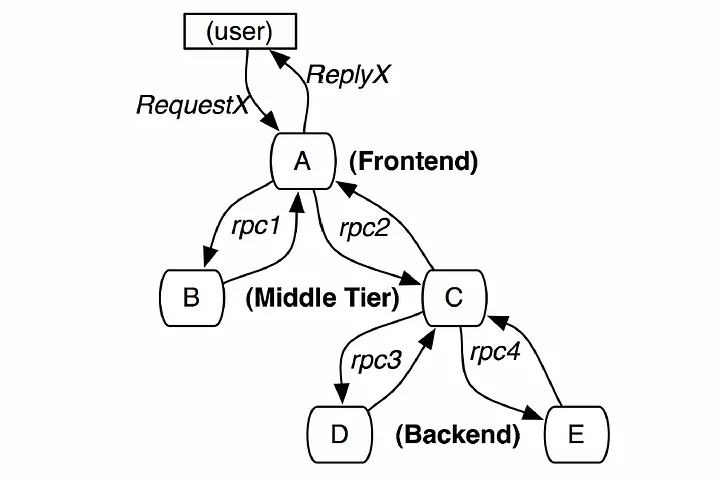 (user)
ReplyX
RequestX
A
(Frontend)
rpc1
rpc2
B
(Middle Tier)
C
rpc3
rpc4
D
(Backend)
E